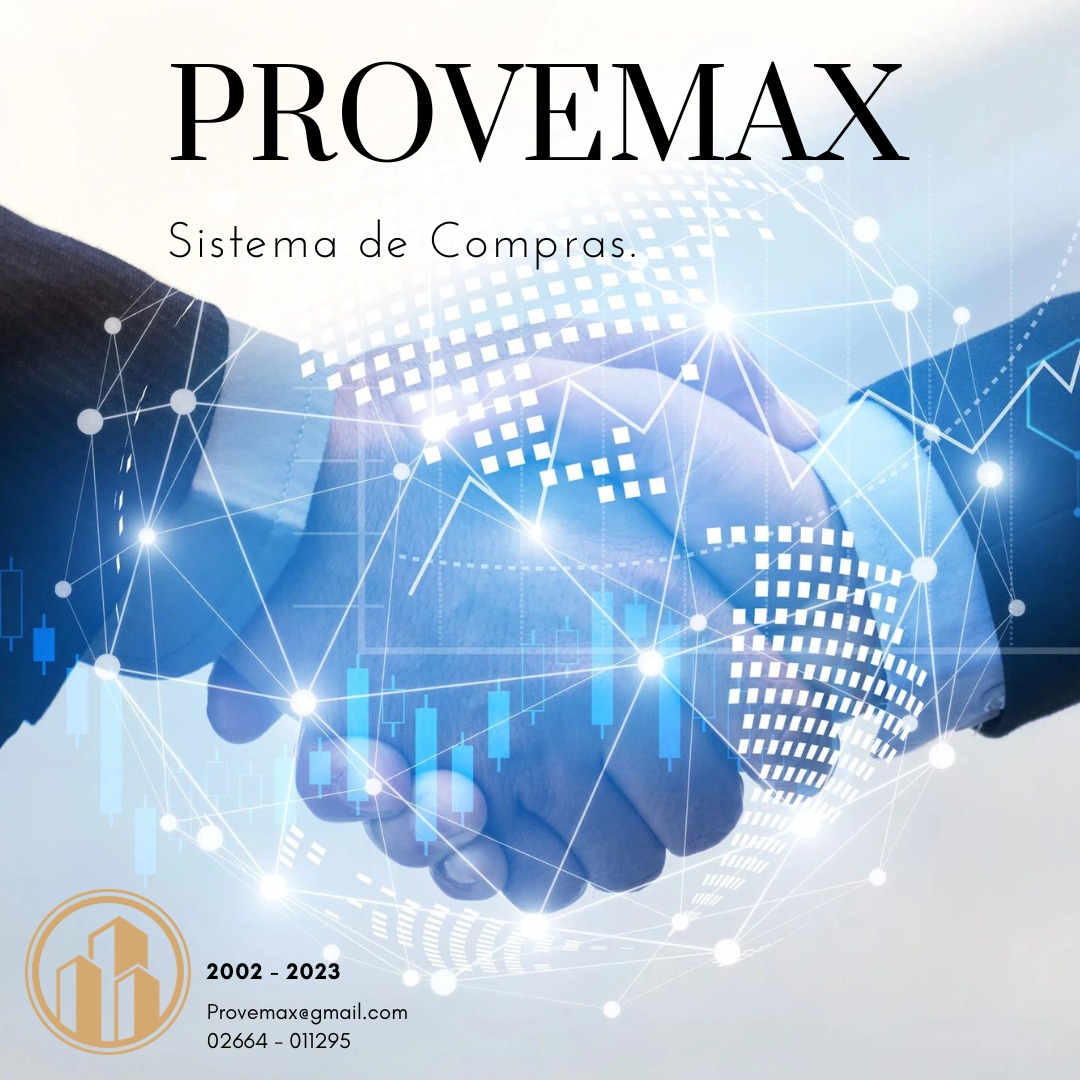 PROVEMAX
Sistema de Compras.
2002 - 2023
Provemax@gmail.com
02664 - 011295